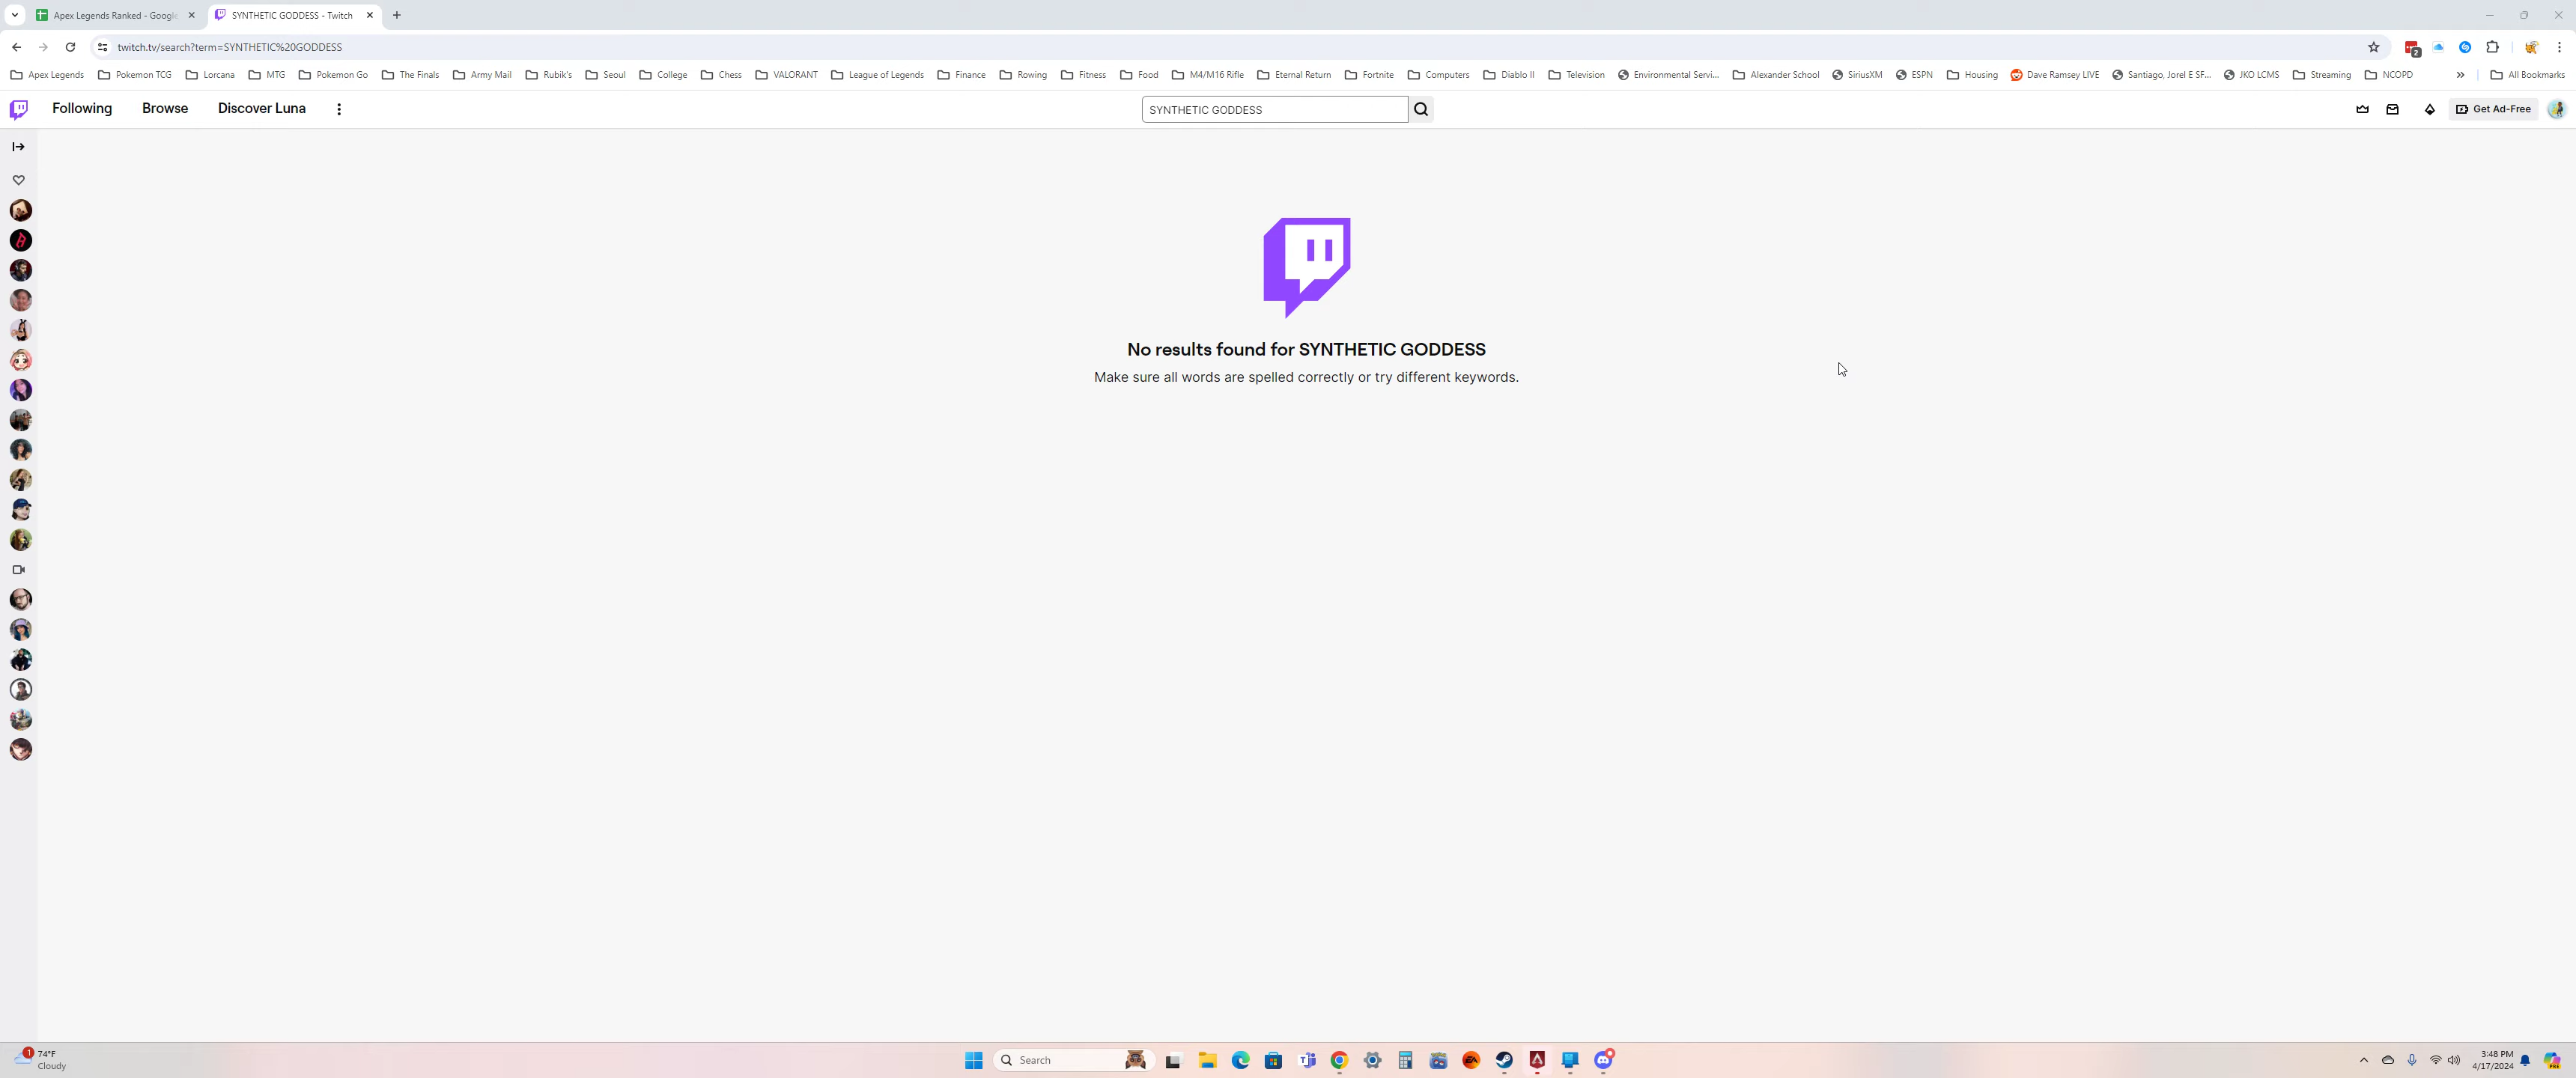 Apex Legends Ranked - Google
SYNTHETIC GODDESS - Twitch
twitch.tv/search?term=SYNTHETIC%20GODDESS
2
Apex Legends Pokemon TCG Lorcana MTG Pokemon Go The Finals Army Mail Rubik's Seoul College Chess VALORANT League of Legends Finance Rowing Fitness Food M4/M16 Rifle Eternal Return Fortnite Computers Diablo II Television Environmental Servi... Alexander School SiriusXM ESPN Housing Dave Ramsey LIVE Santiago, Jorel E SF... JKO LCMS Streaming NCOPD » All Bookmarks
Following Browse Discover Luna SYNTHETIC GODDESS Get Ad-Free
No results found for SYNTHETIC GODDESS
Make sure all words are spelled correctly or try different keywords.
1 74°F
Cloudy
Search
EA
3:48 PM
4/17/2024
PRE